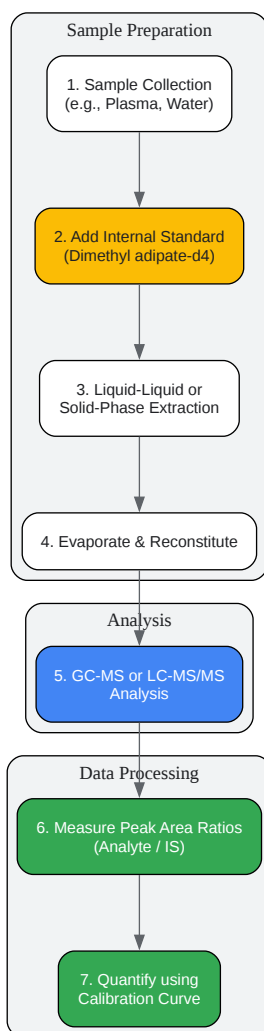 Sample Preparation
1. Sample Collection
(e.g., Plasma, Water)
2. Add Internal Standard
(Dimethyl adipate-d4)
3. Liquid-Liquid or
Solid-Phase Extraction
4. Evaporate & Reconstitute
Analysis
5. GC-MS or LC-MS/MS
Analysis
Data Processing
6. Measure Peak Area Ratios
(Analyte / IS)
7. Quantify using
Calibration Curve